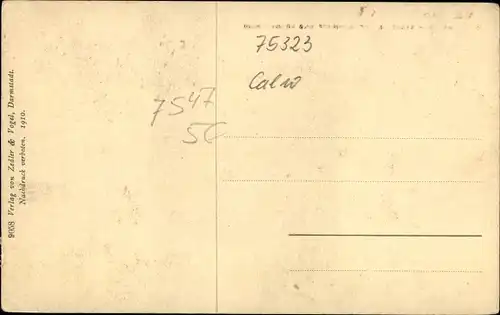 9068 Verlag von Zedler & Vogel, Darmstadt.
Nachdruck verboten. 1910.
75323
Calw
7547
50